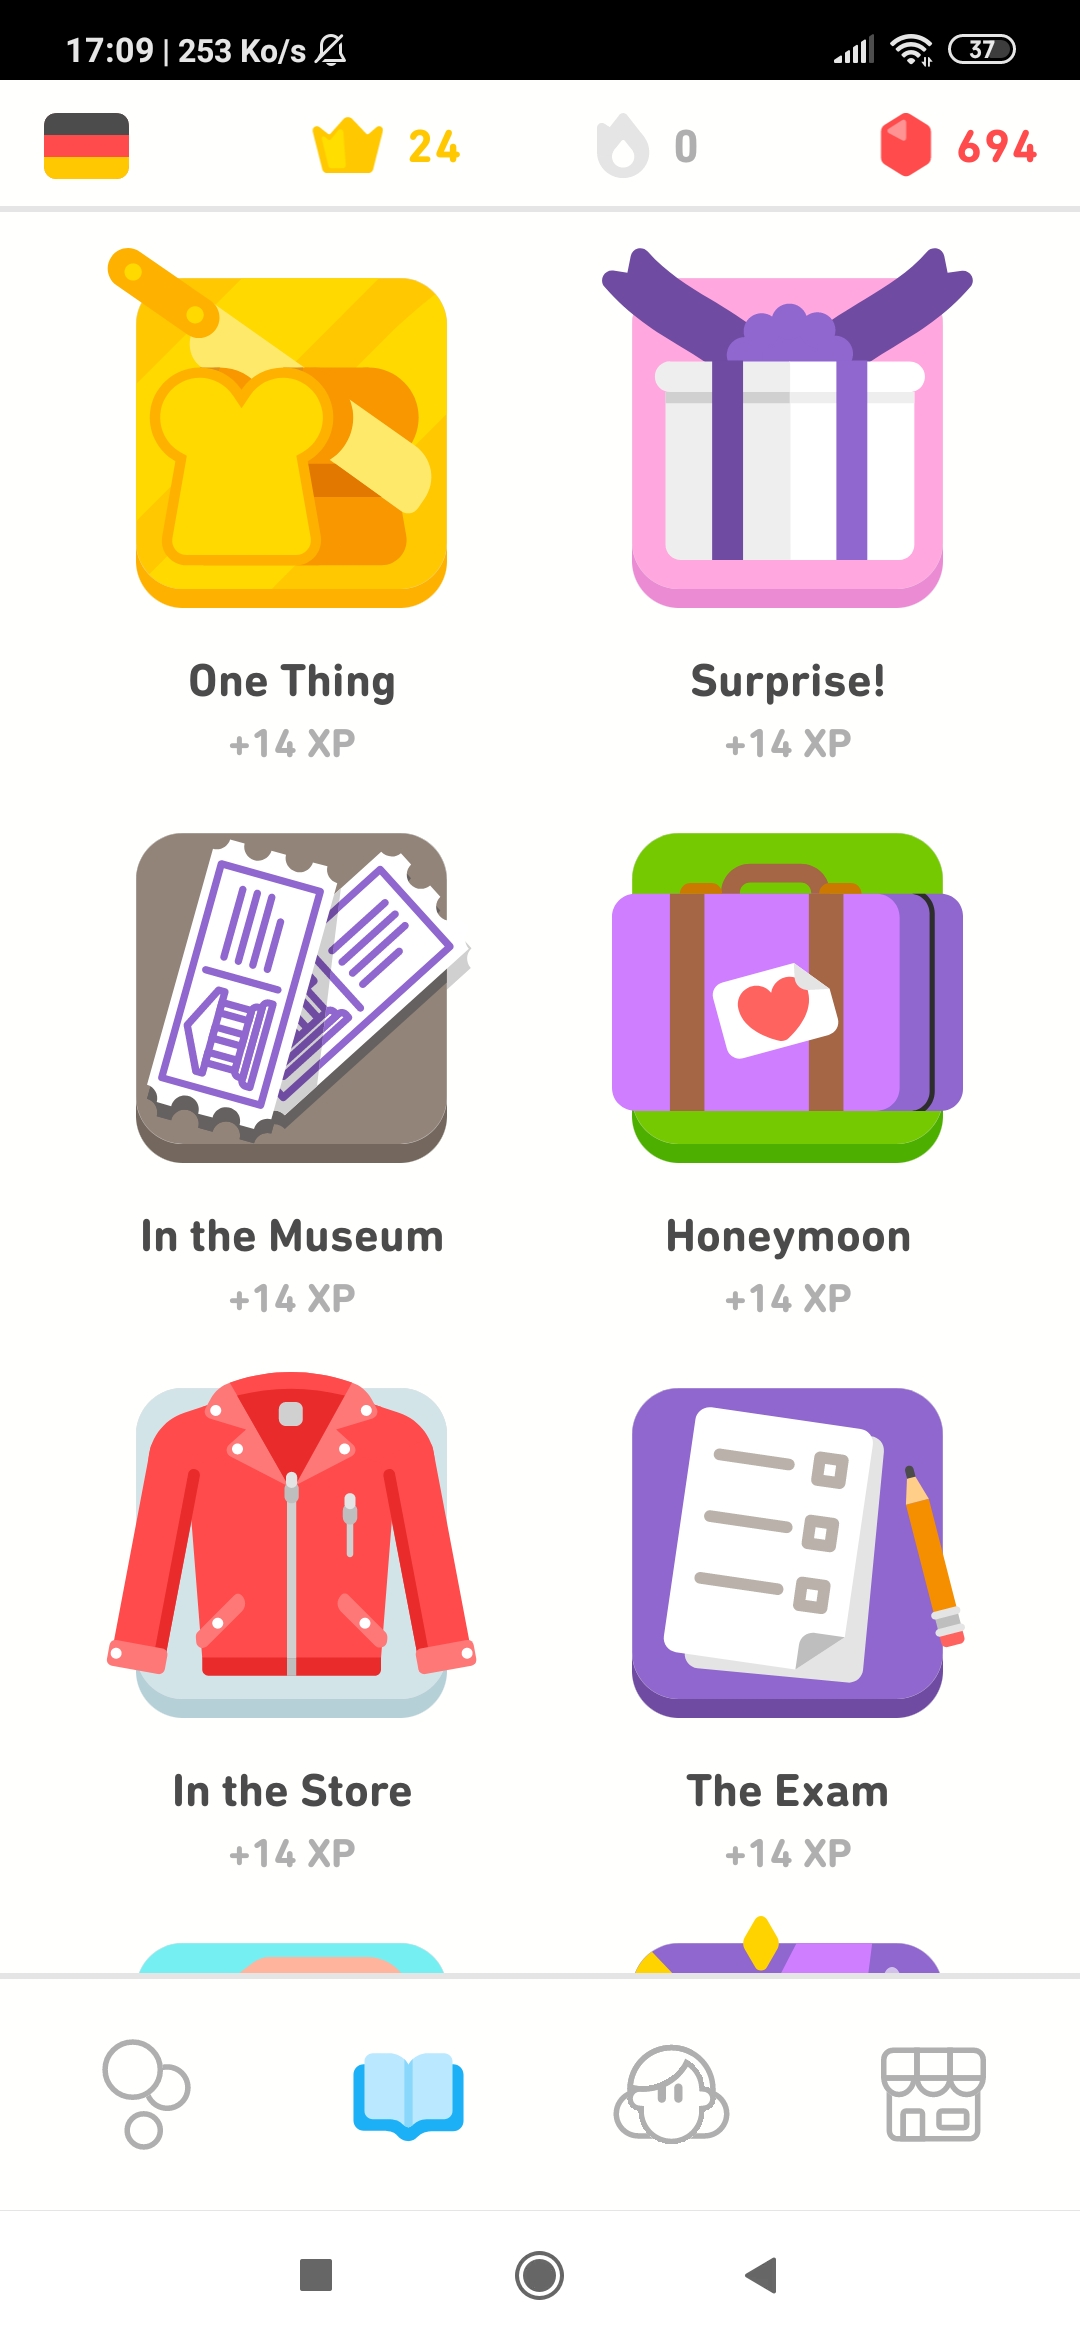 17:09 | 253 Ko/s 37
24 0 694
One Thing Surprise!
+14 XP +14 XP
In the Museum Honeymoon
+14 XP +14 XP
In the Store The Exam
+14 XP +14 XP